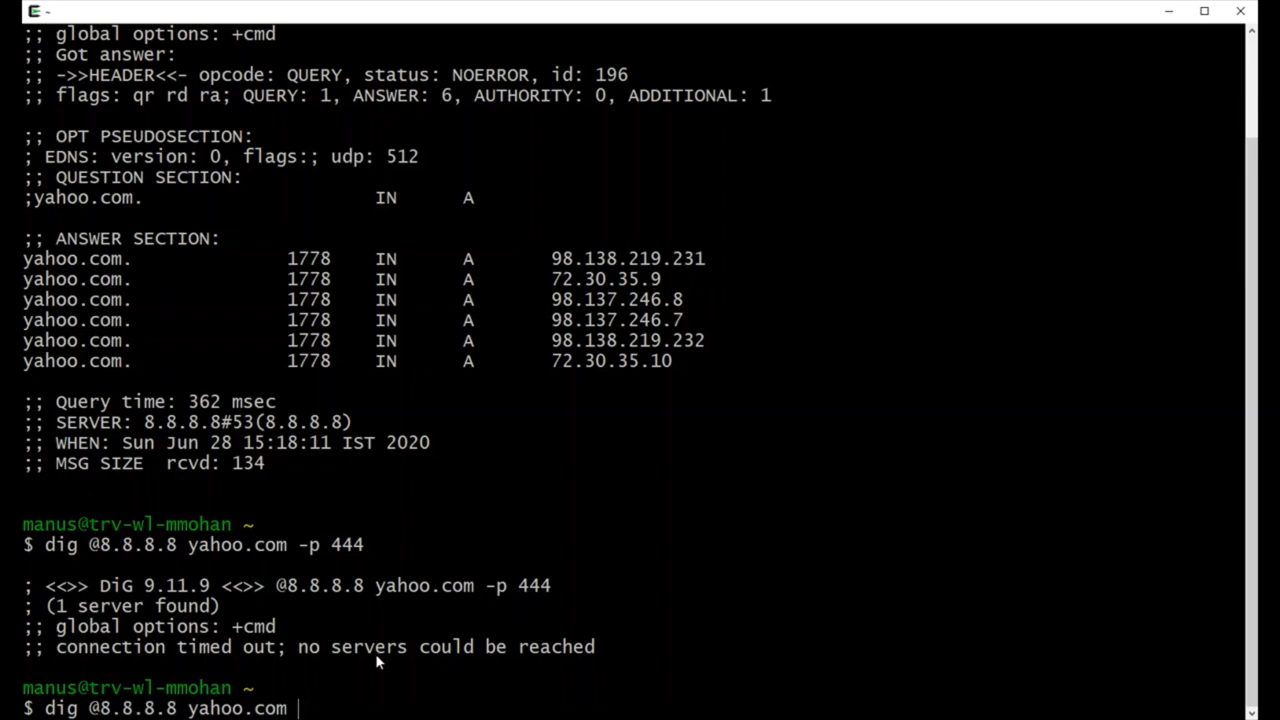 ~
;; global options: +cmd
;; Got answer:
;; ->>HEADER<<- opcode: QUERY, status: NOERROR, id: 196
;; flags: qr rd ra; QUERY: 1, ANSWER: 6, AUTHORITY: 0, ADDITIONAL: 1
;; OPT PSEUDOSECTION:
; EDNS: version: 0, flags:; udp: 512
;; QUESTION SECTION:
;yahoo.com. IN A
;; ANSWER SECTION:
yahoo.com. 1778 IN A 98.138.219.231
yahoo.com. 1778 IN A 72.30.35.9
yahoo.com. 1778 IN A 98.137.246.8
yahoo.com. 1778 IN A 98.137.246.7
yahoo.com. 1778 IN A 98.138.219.232
yahoo.com. 1778 IN A 72.30.35.10
;; Query time: 362 msec
;; SERVER: 8.8.8.8#53(8.8.8.8)
;; WHEN: Sun Jun 28 15:18:11 IST 2020
;; MSG SIZE rcvd: 134
manus@trv-wl-mmohan ~
$ dig @8.8.8.8 yahoo.com -p 444
; <<>> DiG 9.11.9 <<>> @8.8.8.8 yahoo.com -p 444
; (1 server found)
;; global options: +cmd
;; connection timed out; no servers could be reached
manus@trv-wl-mmohan ~
$ dig @8.8.8.8 yahoo.com